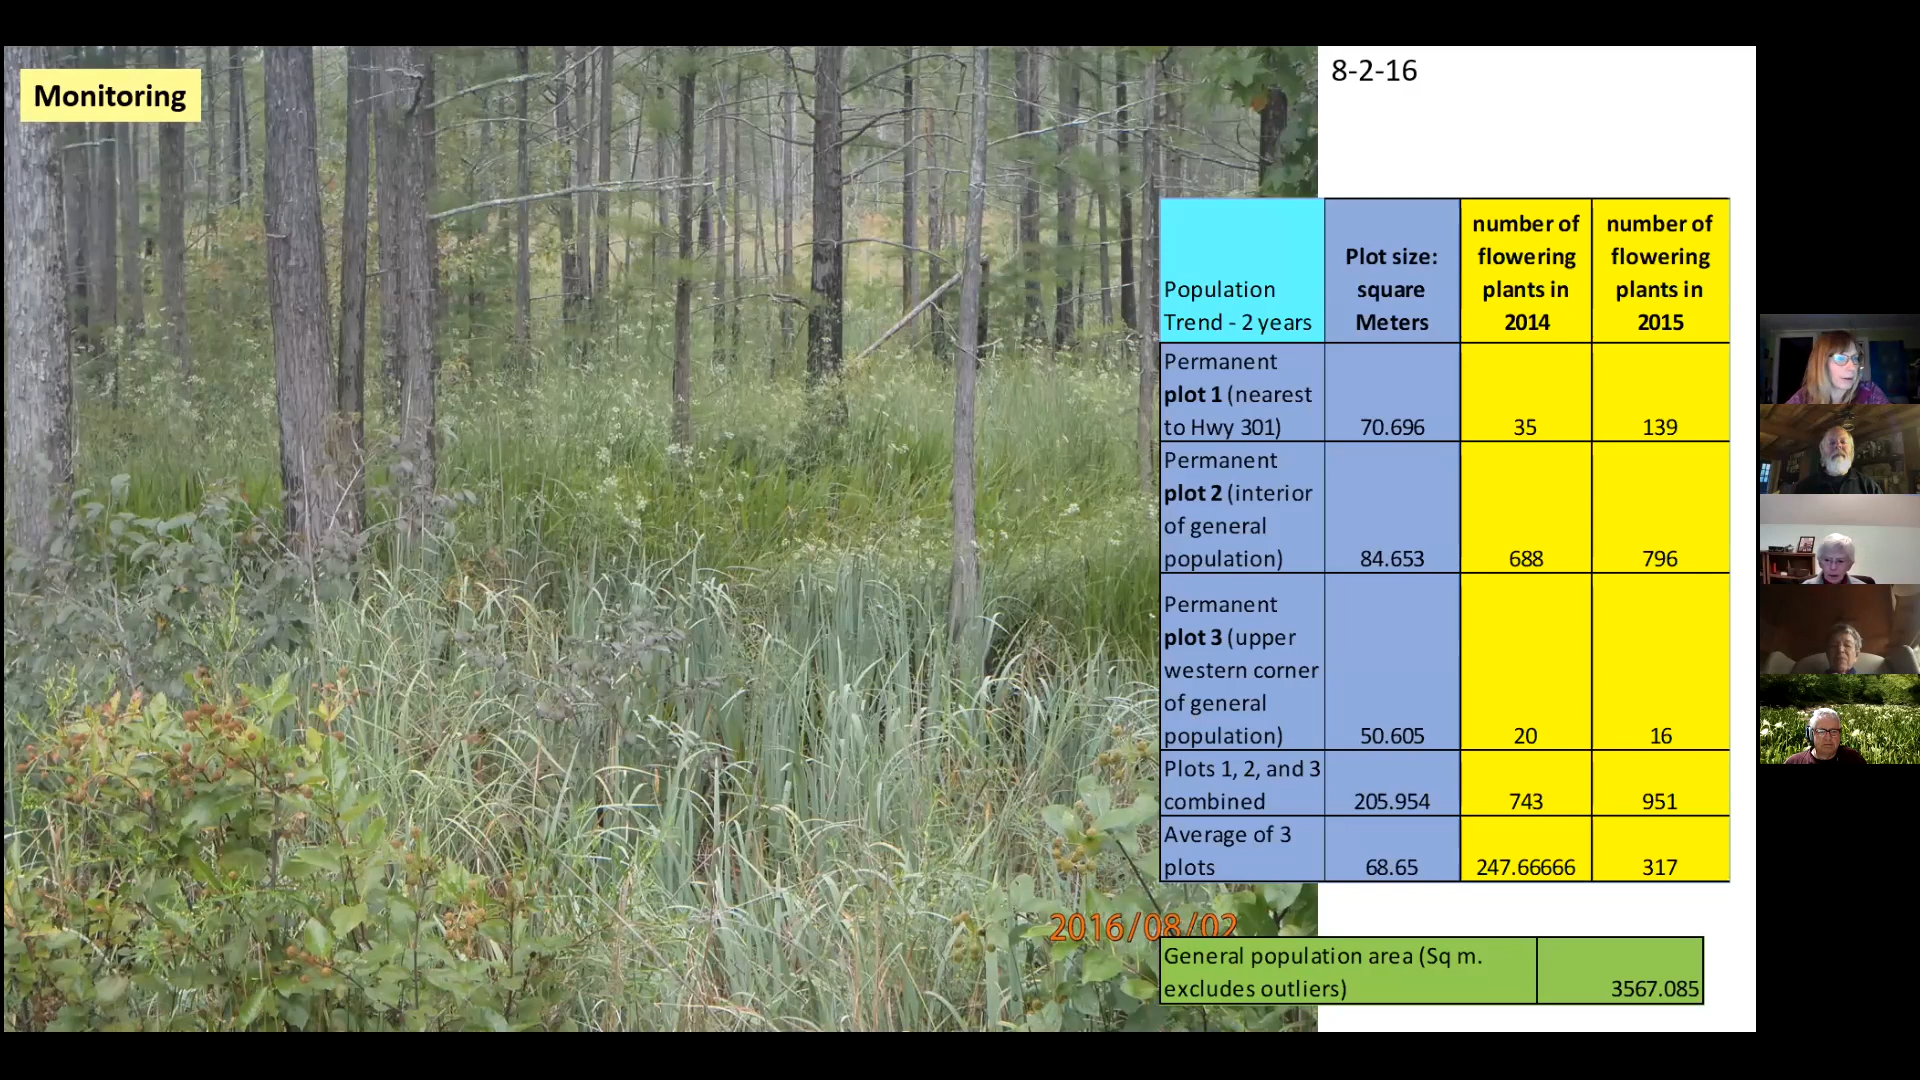 Monitoring
8-2-16
Population
Trend - 2 years
Plot size:
square
Meters
number of
flowering
plants in
2014
number of
flowering
plants in
2015
Permanent
plot 1 (nearest
to Hwy 301)
70.696
35
139
Permanent
plot 2 (interior
of general
population)
84.653
688
796
Permanent
plot 3 (upper
western corner
of general
population)
50.605
20
16
Plots 1, 2, and 3
combined
205.954
743
951
Average of 3
plots
68.65
247.66666
317
2016/08/02
General population area (Sq m.
excludes outliers)
3567.085